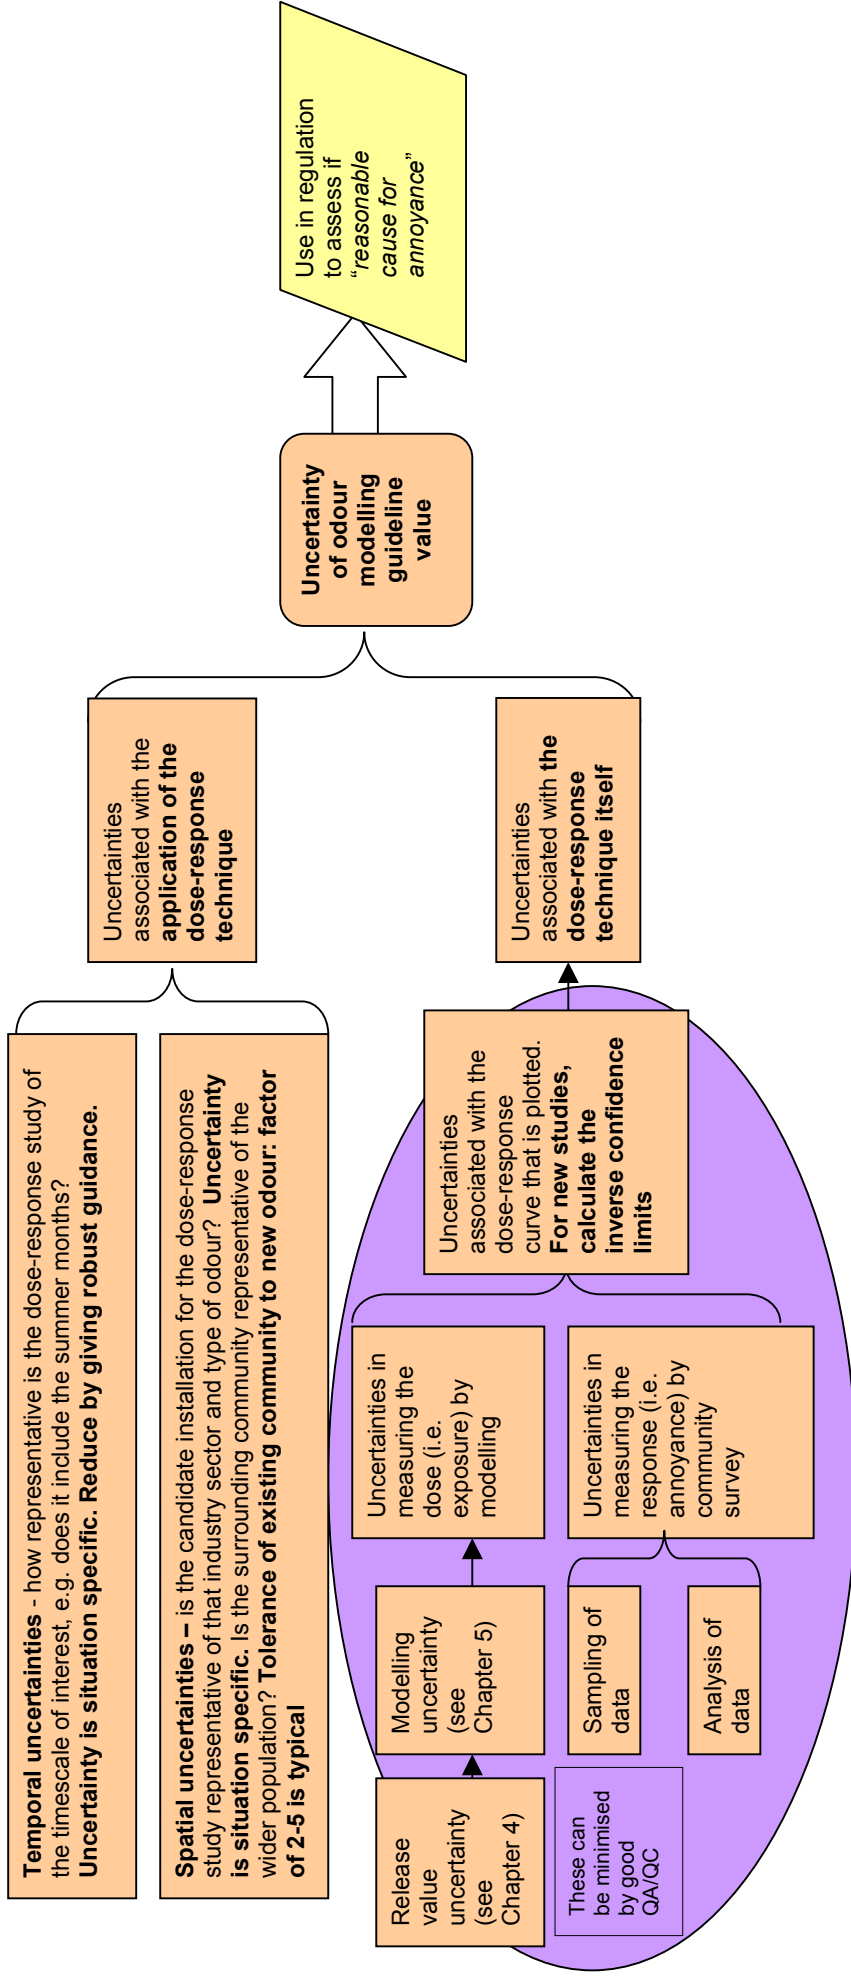 Temporal uncertainties - how representative is the dose-response study of
the timescale of interest, e.g. does it include the summer months?
Uncertainty is situation specific. Reduce by giving robust guidance.
Spatial uncertainties – is the candidate installation for the dose-response
study representative of that industry sector and type of odour? Uncertainty
is situation specific. Is the surrounding community representative of the
wider population? Tolerance of existing community to new odour: factor
of 2-5 is typical
Uncertainties
associated with the
application of the
dose-response
technique
Release
value
uncertainty
(see
Chapter 4)
Modelling
uncertainty
(see
Chapter 5)
Uncertainties in
measuring the
dose (i.e.
exposure) by
modelling
These can
be minimised
by good
QA/QC
Sampling of
data
Analysis of
data
Uncertainties in
measuring the
response (i.e.
annoyance) by
community
survey
Uncertainties
associated with the
dose-response
curve that is plotted.
For new studies,
calculate the
inverse confidence
limits
Uncertainties
associated with the
dose-response
technique itself
Uncertainty
of odour
modelling
guideline
value
Use in regulation
to assess if
“reasonable
cause for
annoyance”